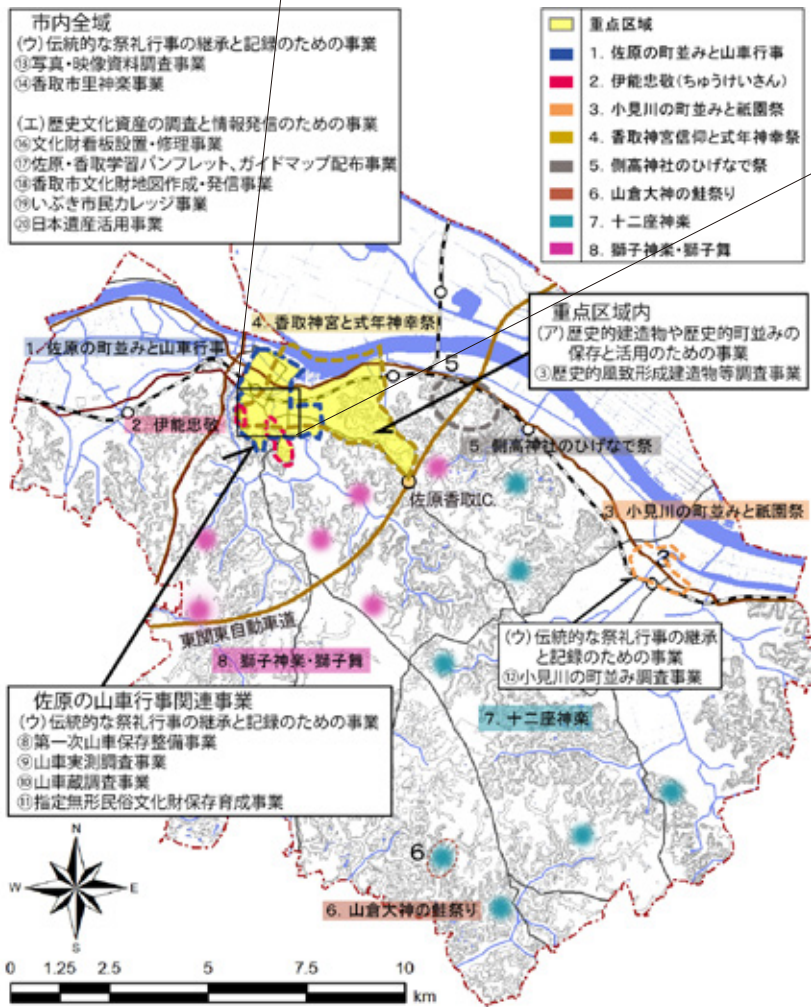 市内全域
(ウ)伝統的な祭礼行事の継承と記録のための事業
⑬写真・映像資料調査事業
⑭香取市里神楽事業
(エ)歴史文化資産の調査と情報発信のための事業
⑯文化財看板設置・修理事業
⑰佐原・香取学習パンフレット、ガイドマップ配布事業
⑱香取市文化財地図作成・発信事業
⑲いぶき市民カレッジ事業
⑳日本遺産活用事業
重点区域
1. 佐原の町並みと山車行事
2. 伊能忠敬(ちゅうけいさん)
3. 小見川の町並みと祇園祭
4. 香取神宮信仰と式年神幸祭
5. 側高神社のひげなで祭
6. 山倉大神の鮭祭り
7. 十二座神楽
8. 獅子神楽・獅子舞
4. 香取神宮と式年神幸祭
重点区域内
(ア)歴史的建造物や歴史的町並みの
保存と活用のための事業
③歴史的風致形成建造物等調査事業
1. 佐原の町並みと山車行事
5
2. 伊能忠敬
5. 側高神社のひげなで祭
佐原香取IC.
3. 小見川の町並みと祇園祭
3
東関東自動車道
(ウ)伝統的な祭礼行事の継承
と記録のための事業
⑫小見川の町並み調査事業
8. 獅子神楽・獅子舞
佐原の山車行事関連事業
(ウ)伝統的な祭礼行事の継承と記録のための事業
⑧第一次山車保存整備事業
⑨山車実測調査事業
⑩山車蔵調査事業
⑪指定無形民俗文化財保存育成事業
7. 十二座神楽
6
6. 山倉大神の鮭祭り
N
W E
S
0 1.25 2.5 5 7.5 10
km